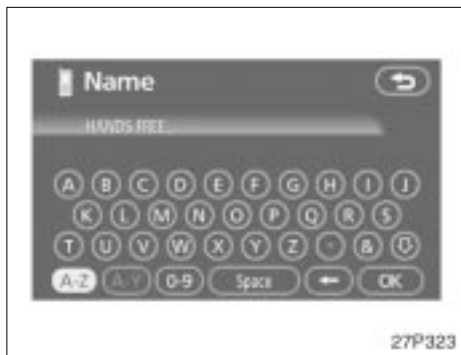 Name
HANDS FREE
A B C D E F G H I J
K L M N O P Q R S
T U V W X Y Z &
A-Z 0-9 Space OK
27P323